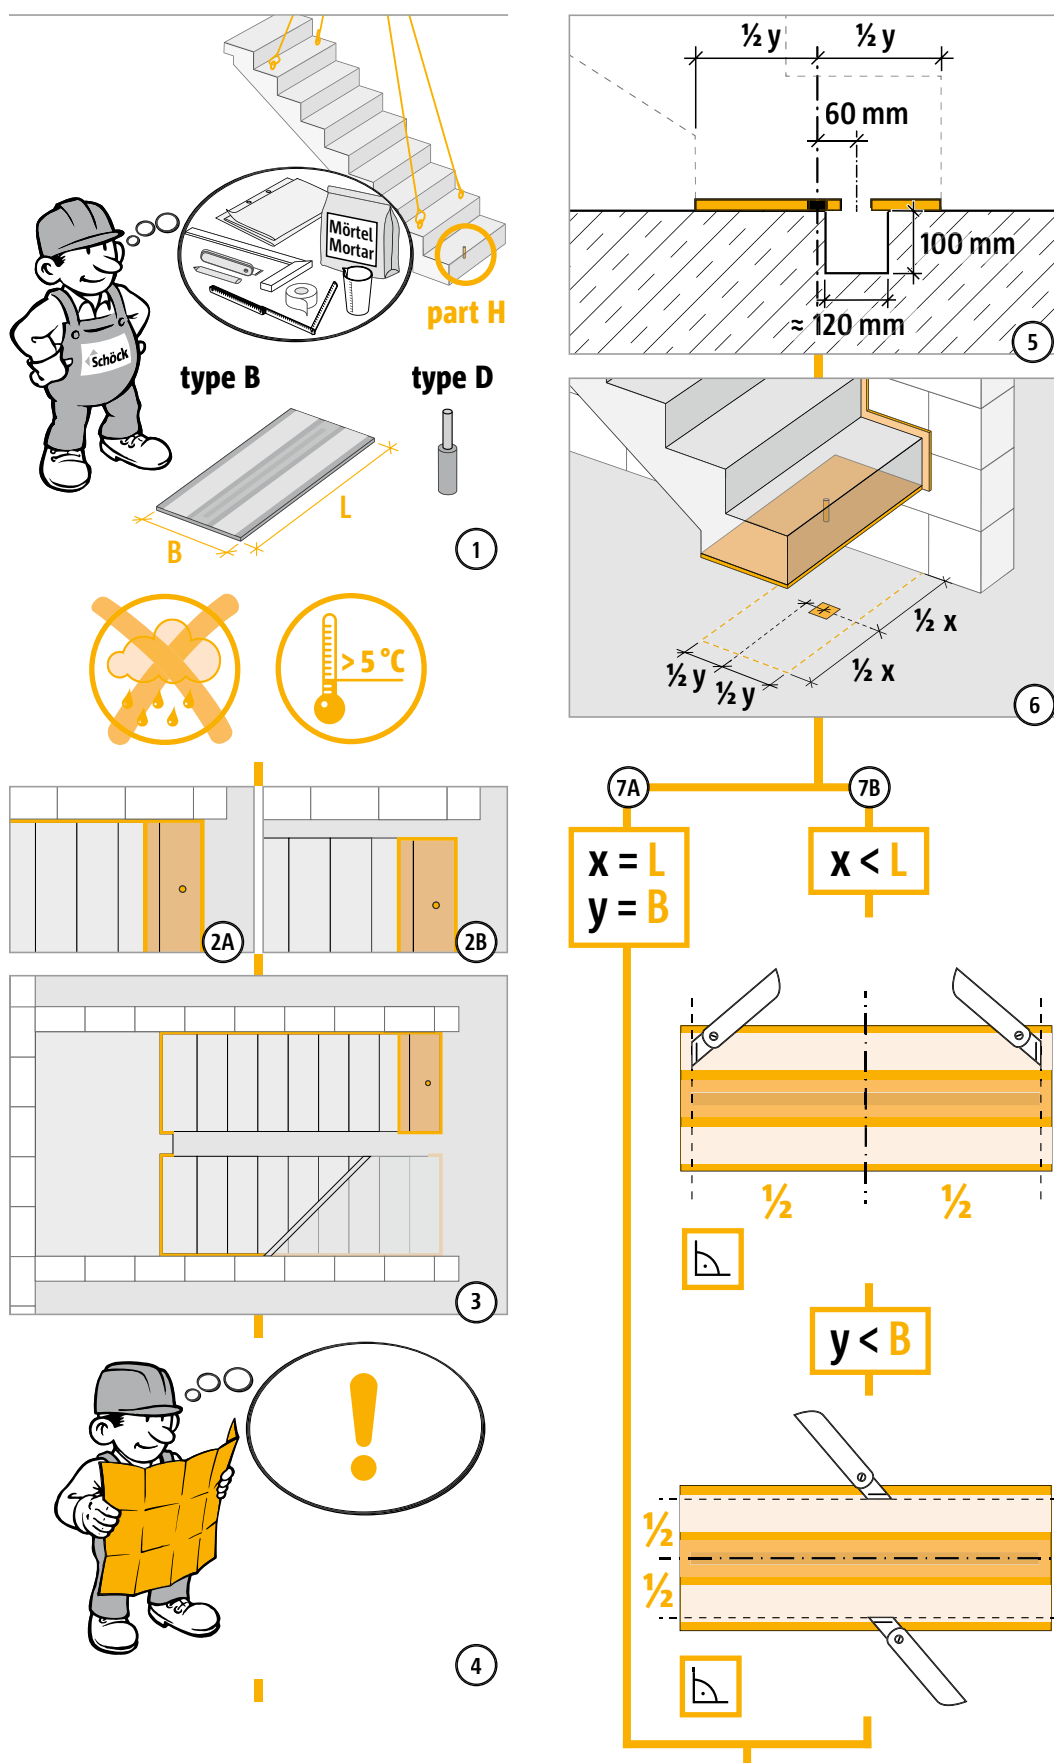 Mörtel
Mortar
Schöck
part H
type B
type D
B
L
1
> 5 °C
2A
2B
3
4
½ y
½ y
60 mm
100 mm
≈ 120 mm
5
½ x
½ x
½ y
½ y
6
7A
7B
x = L
y = B
x < L
½
½
y < B
½
½